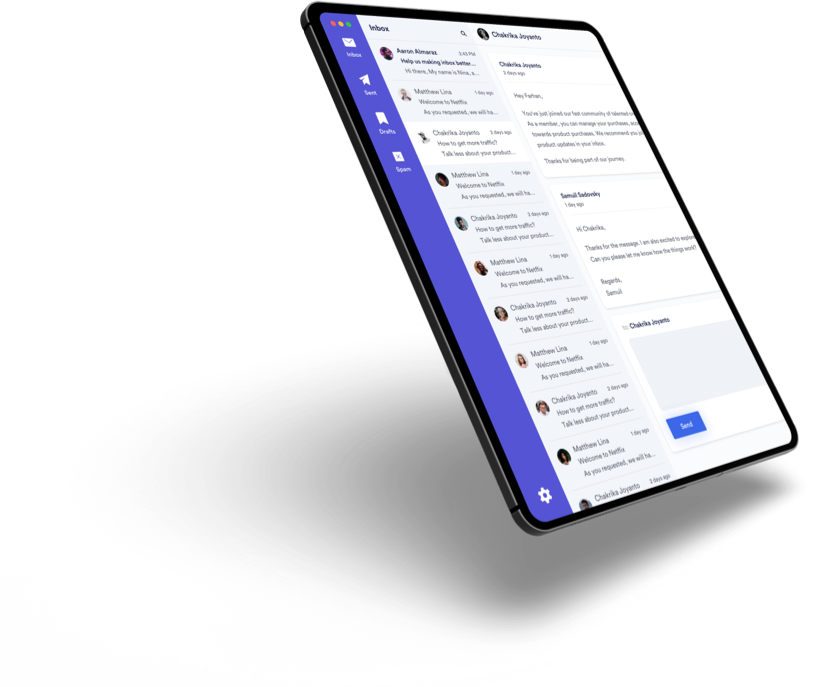 Inbox
Inbox
Sent
Drafts
Spam
Aaron Almaraz 3:45 PM
Help us making inbox better...
Hi there, My name is Nina, a...
Matthew Lina 1 day ago
Welcome to Netflix
As you requested, we will ha...
Chakrika Joyanto 3 days ago
How to get more traffic?
Talk less about your product...
Matthew Lina 1 day ago
Welcome to Netflix
As you requested, we will ha...
Chakrika Joyanto 3 days ago
How to get more traffic?
Talk less about your product...
Matthew Lina 1 day ago
Welcome to Netflix
As you requested, we will ha...
Chakrika Joyanto 3 days ago
How to get more traffic?
Talk less about your product...
Matthew Lina 1 day ago
Welcome to Netflix
As you requested, we will ha...
Chakrika Joyanto 3 days ago
How to get more traffic?
Talk less about your product...
Matthew Lina 1 day ago
Welcome to Netflix
As you requested, we will ha...
Chakrika Joyanto 3 days ago
Chakrika Joyanto
Chakrika Joyanto
3 days ago
Hey Farhan,
You've just joined our fast community of talented
As a member, you can manage your purchases,
towards product purchases. We recommend you
product updates in your inbox.
Thanks for being part of our journey.
Samuli Sadovsky
1 day ago
Hi Chakrika,
Thanks for the message. I am also excited to
Can you please let me know how the things work?
Regards,
Samuli
to: Chakrika Joyanto
Send